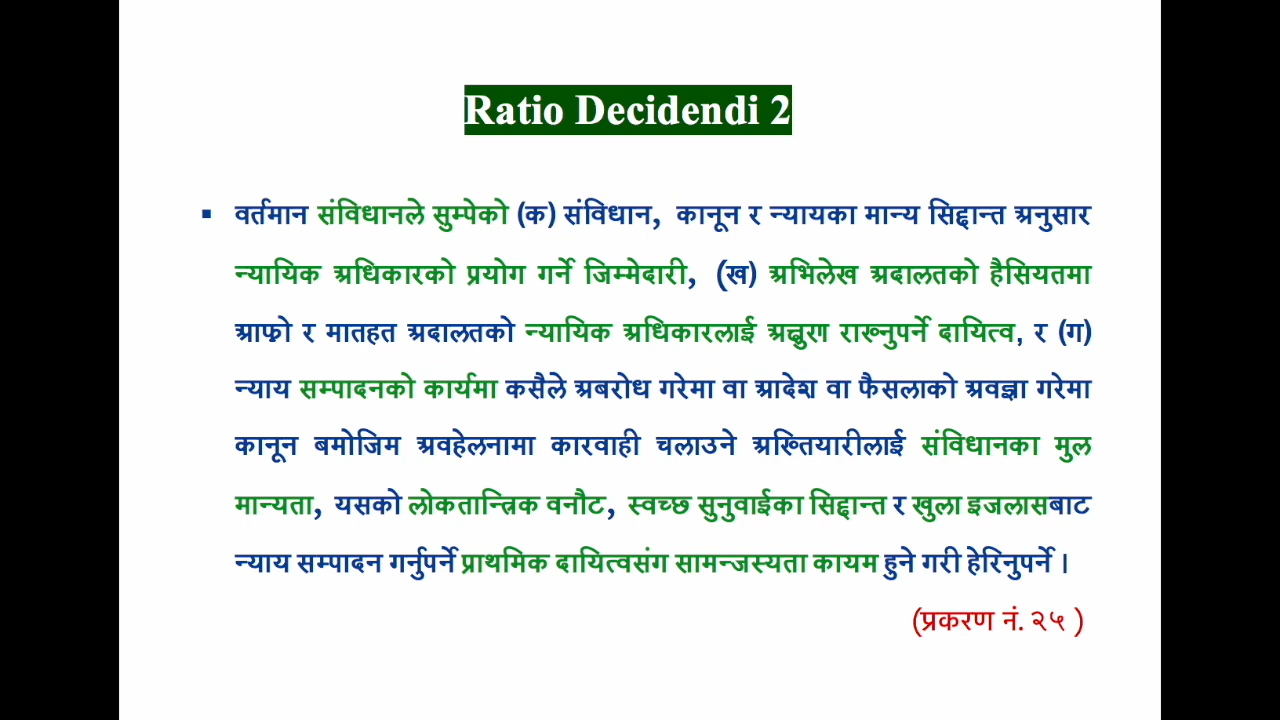 Ratio Decidendi 2
▪ वर्तमान संविधानले सुम्पेको (क) संविधान, कानून र न्यायका मान्य सिद्दान्त अनुसार
न्यायिक अधिकारको प्रयोग गर्ने जिम्मेदारी, (ख) अभिलेख अदालतको हैसियतमा
आफ्नो र मातहत अदालतको न्यायिक अधिकारलाई अक्षुण राख्नुपर्ने दायित्व, र (ग)
न्याय सम्पादनको कार्यमा कसैले अबरोध गरेमा वा आदेश वा फैसलाको अवज्ञा गरेमा
कानून बमोजिम अवहेलनामा कारवाही चलाउने अख्तियारीलाई संविधानका मुल
मान्यता, यसको लोकतान्त्रिक वनौट, स्वच्छ सुनुवाईका सिद्दान्त र खुला इजलासबाट
न्याय सम्पादन गर्नुपर्ने प्राथमिक दायित्वसंग सामन्जस्यता कायम हुने गरी हेरिनुपर्ने ।
(प्रकरण नं. २५ )